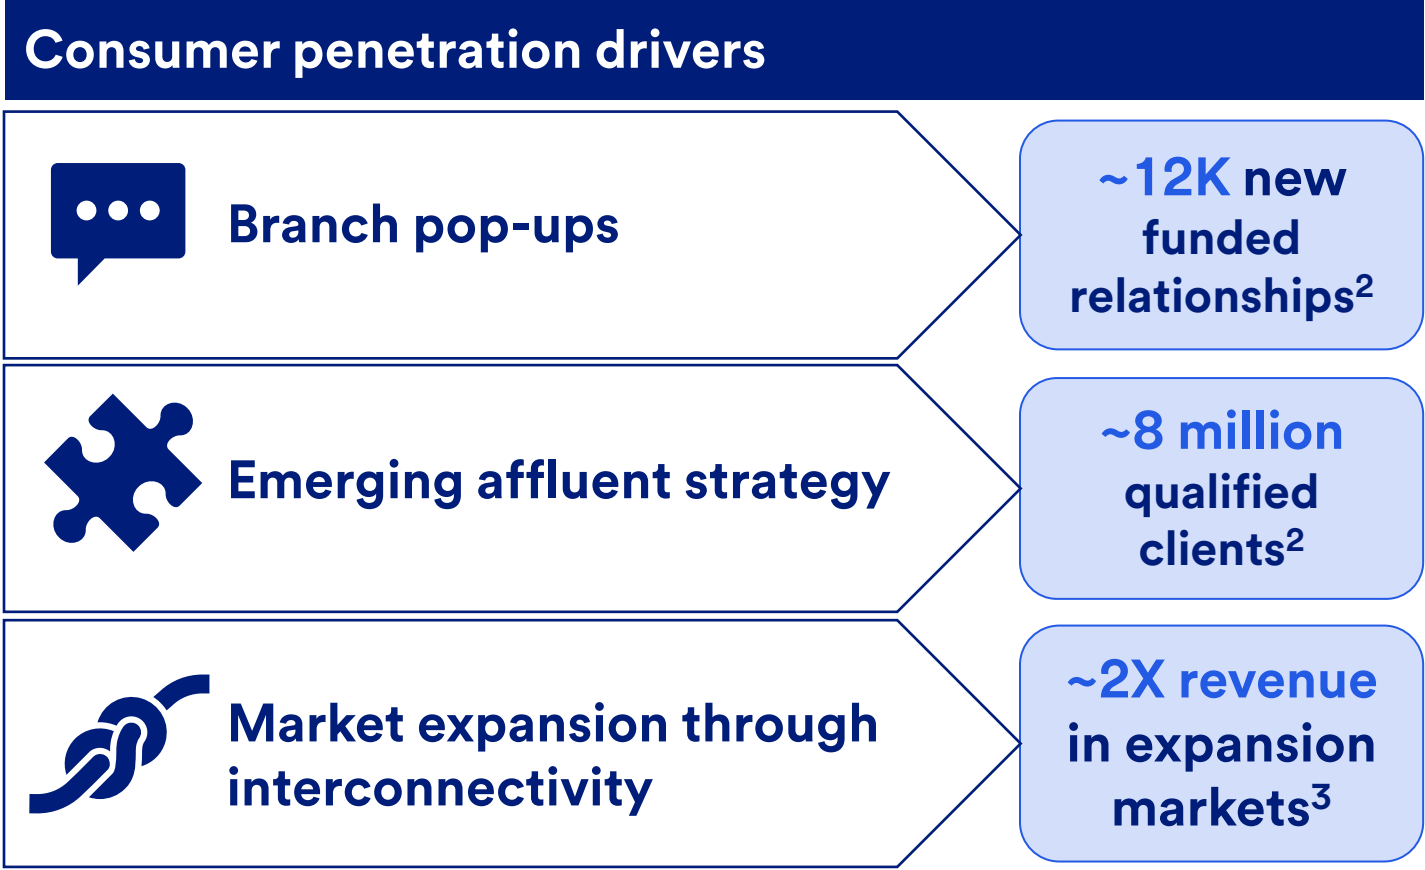 Consumer penetration drivers
Branch pop-ups
~12K new
funded
relationships²
Emerging affluent strategy
~8 million
qualified
clients²
Market expansion through
interconnectivity
~2X revenue
in expansion
markets³